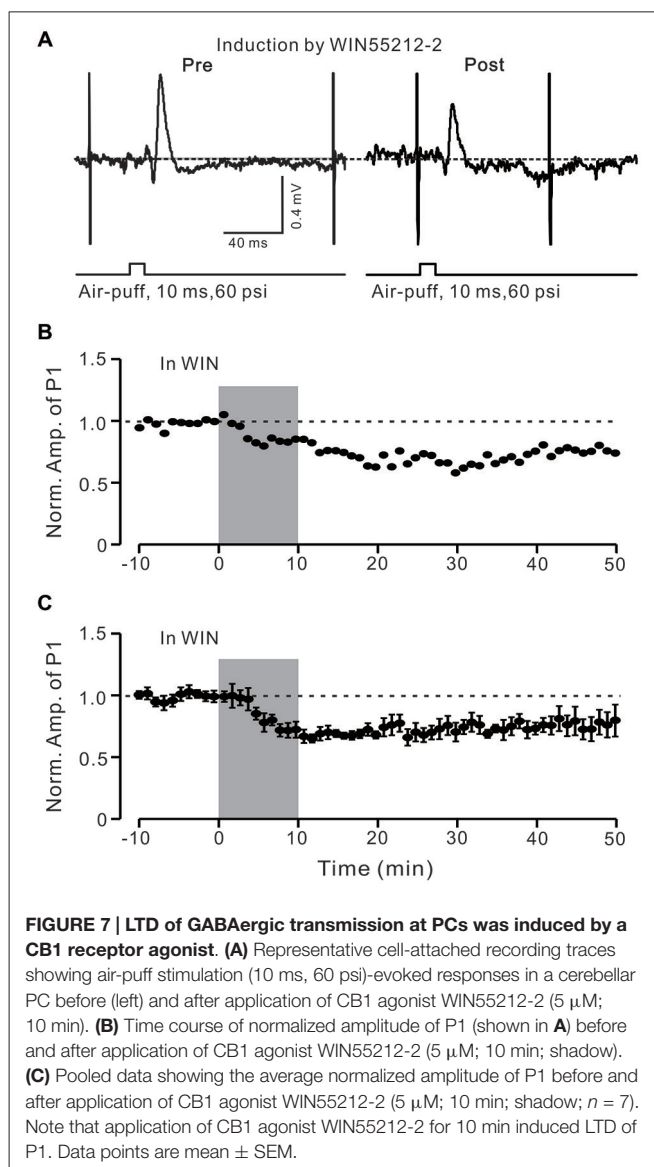 A
Induction by WIN55212-2
Pre
Post
0.4 mV
40 ms
Air-puff, 10 ms,60 psi
Air-puff, 10 ms,60 psi
B
In WIN
Norm. Amp. of P1
1.5
1.0
0.5
0
-10 0 10 20 30 40 50
C
In WIN
Norm. Amp. of P1
1.5
1.0
0.5
0
-10 0 10 20 30 40 50
Time (min)
FIGURE 7 | LTD of GABAergic transmission at PCs was induced by a
CB1 receptor agonist. (A) Representative cell-attached recording traces
showing air-puff stimulation (10 ms, 60 psi)-evoked responses in a cerebellar
PC before (left) and after application of CB1 agonist WIN55212-2 (5 μM;
10 min). (B) Time course of normalized amplitude of P1 (shown in A) before
and after application of CB1 agonist WIN55212-2 (5 μM; 10 min; shadow).
(C) Pooled data showing the average normalized amplitude of P1 before and
after application of CB1 agonist WIN55212-2 (5 μM; 10 min; shadow; n = 7).
Note that application of CB1 agonist WIN55212-2 for 10 min induced LTD of
P1. Data points are mean ± SEM.